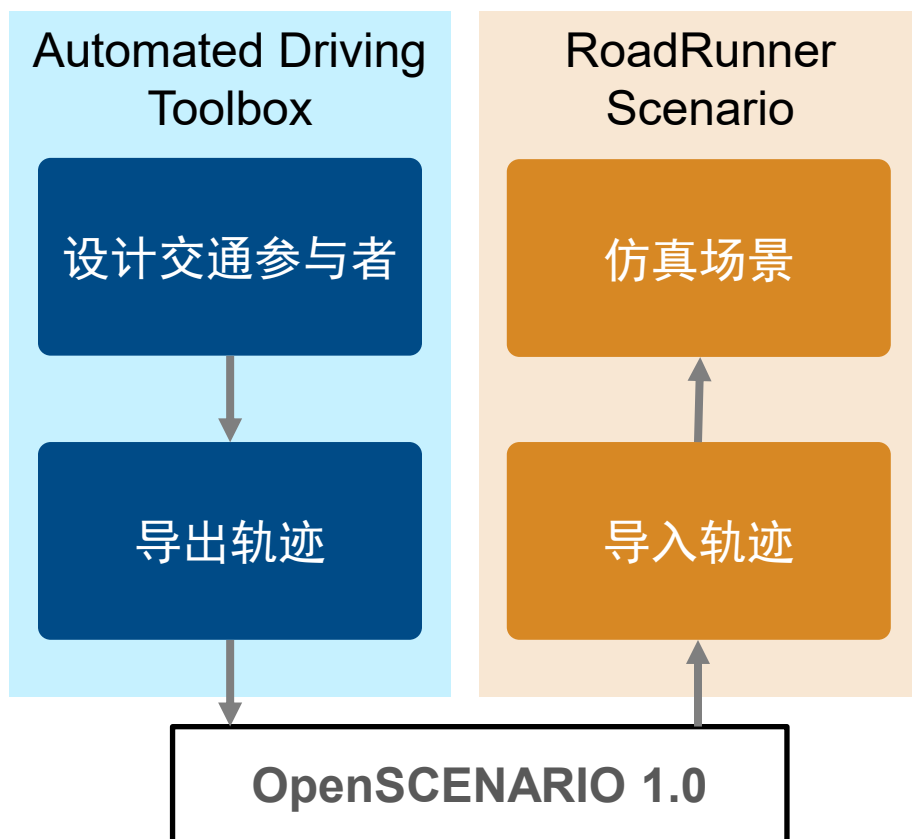 Automated Driving
Toolbox
设计交通参与者
导出轨迹
RoadRunner
Scenario
仿真场景
导入轨迹
OpenSCENARIO 1.0